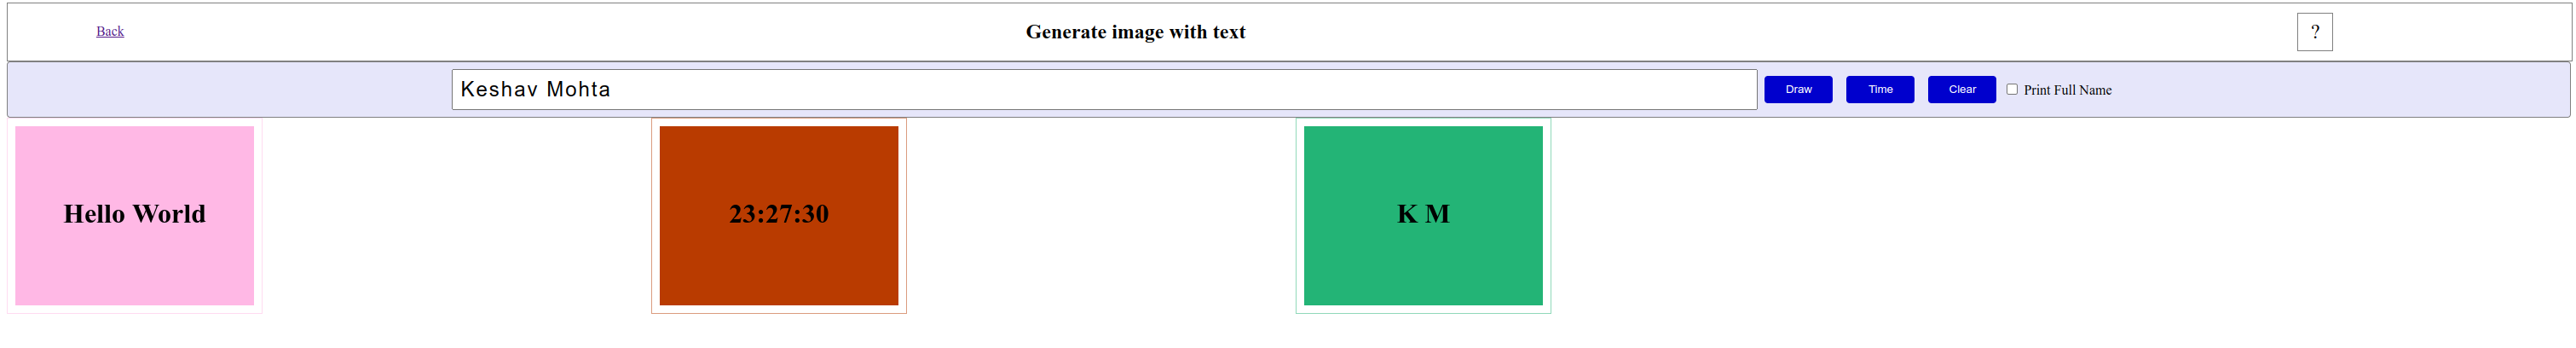 Back
Generate image with text
?
Keshav Mohta
Draw
Time
Clear
Print Full Name
Hello World
23:27:30
K M